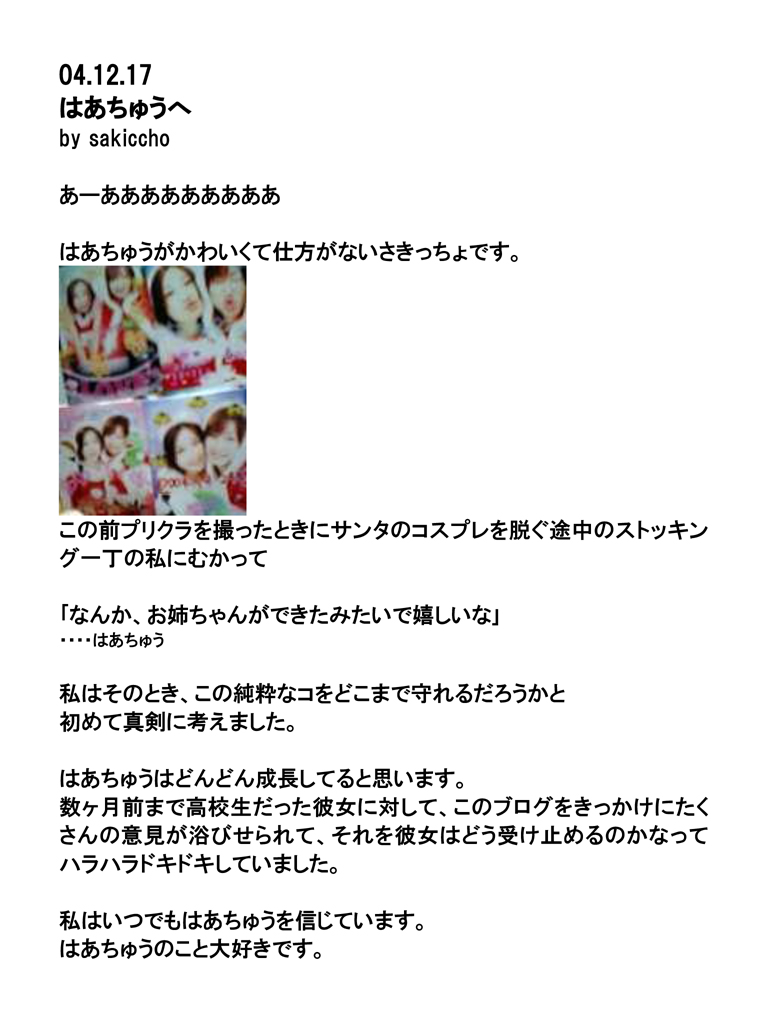 04.12.17
はあちゅうへ
by sakiccho
あーあああああああああ
はあちゅうがかわいくて仕方がないさきっちょです。
この前プリクラを撮ったときにサンタのコスプレを脱ぐ途中のストッキン
グ一丁の私にむかって
「なんか、お姉ちゃんができたみたいで嬉しいな」
・・・・はあちゅう
私はそのとき、この純粋なコをどこまで守れるだろうかと
初めて真剣に考えました。
はあちゅうはどんどん成長してると思います。
数ヶ月前まで高校生だった彼女に対して、このブログをきっかけにたく
さんの意見が浴びせられて、それを彼女はどう受け止めるのかなって
ハラハラドキドキしていました。
私はいつでもはあちゅうを信じています。
はあちゅうのこと大好きです。